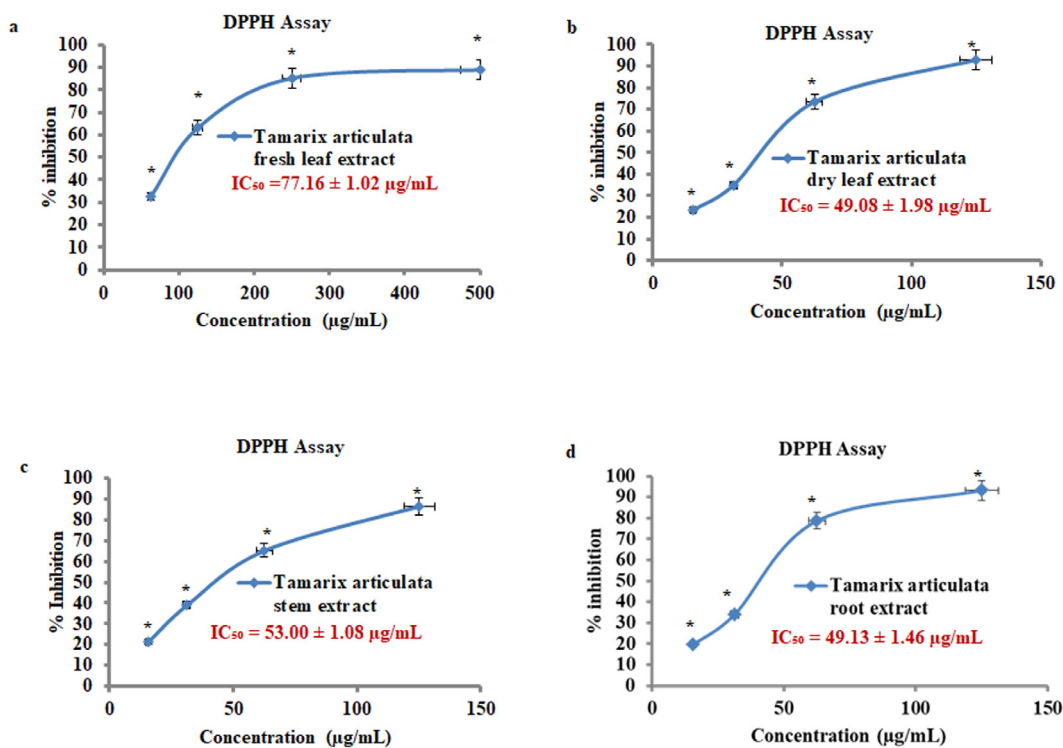 a
DPPH Assay
100
90
80
70
60
50
40
30
20
10
0
% inhibition
0
100
200
300
400
500
Concentration (µg/mL)
*
*
*
*
Tamarix articulata
fresh leaf extract
IC₅₀ =77.16 ± 1.02 µg/mL
b
DPPH Assay
100
90
80
70
60
50
40
30
20
10
0
% inhibition
0
50
100
150
Concentration (µg/mL)
*
*
*
*
Tamarix articulata
dry leaf extract
IC₅₀ = 49.08 ± 1.98 µg/mL
c
DPPH Assay
100
90
80
70
60
50
40
30
20
10
0
% Inhibition
0
50
100
150
Concentration (µg/mL)
*
*
*
*
Tamarix articulata
stem extract
IC₅₀ = 53.00 ± 1.08 µg/mL
d
DPPH Assay
100
90
80
70
60
50
40
30
20
10
0
% inhibition
0
50
100
150
Concentration (µg/mL)
*
*
*
*
Tamarix articulata
root extract
IC₅₀ = 49.13 ± 1.46 µg/mL